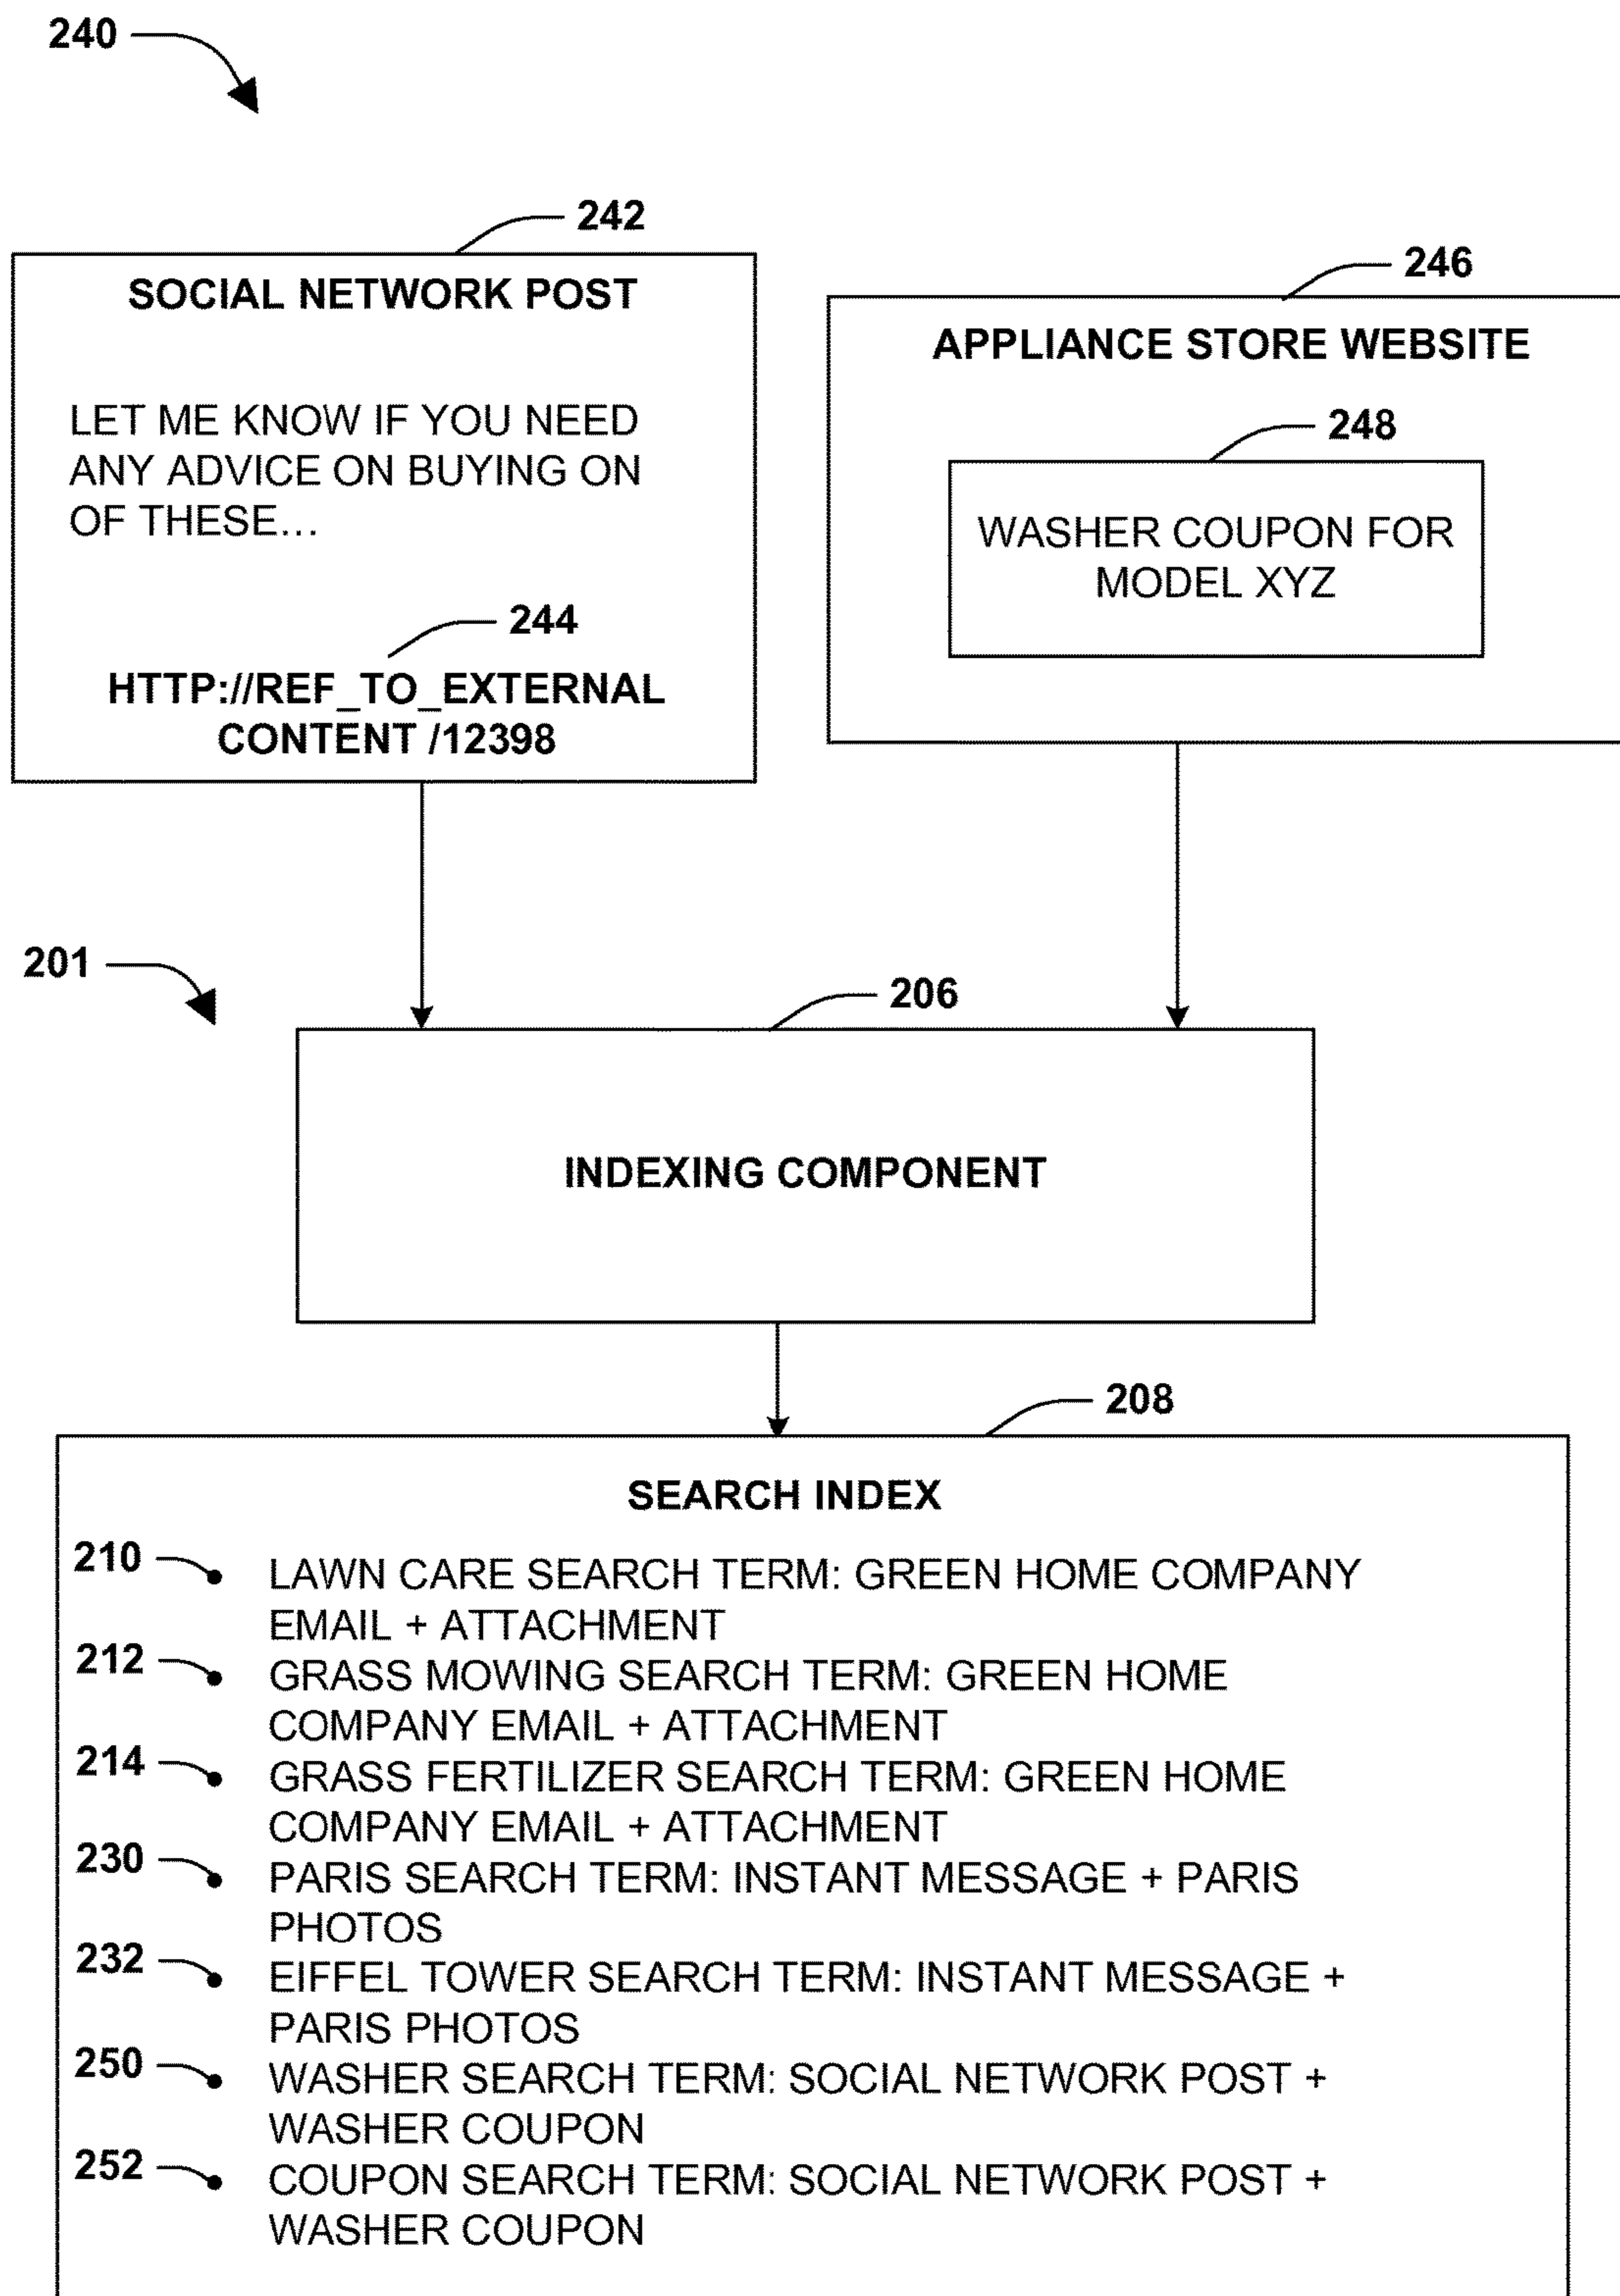 240
242
SOCIAL NETWORK POST
LET ME KNOW IF YOU NEED
ANY ADVICE ON BUYING ON
OF THESE...
244
HTTP://REF_TO_EXTERNAL
CONTENT /12398
246
APPLIANCE STORE WEBSITE
248
WASHER COUPON FOR
MODEL XYZ
201
206
INDEXING COMPONENT
208
SEARCH INDEX
210
LAWN CARE SEARCH TERM: GREEN HOME COMPANY
EMAIL + ATTACHMENT
212
GRASS MOWING SEARCH TERM: GREEN HOME
COMPANY EMAIL + ATTACHMENT
214
GRASS FERTILIZER SEARCH TERM: GREEN HOME
COMPANY EMAIL + ATTACHMENT
230
PARIS SEARCH TERM: INSTANT MESSAGE + PARIS
PHOTOS
232
EIFFEL TOWER SEARCH TERM: INSTANT MESSAGE +
PARIS PHOTOS
250
WASHER SEARCH TERM: SOCIAL NETWORK POST +
WASHER COUPON
252
COUPON SEARCH TERM: SOCIAL NETWORK POST +
WASHER COUPON